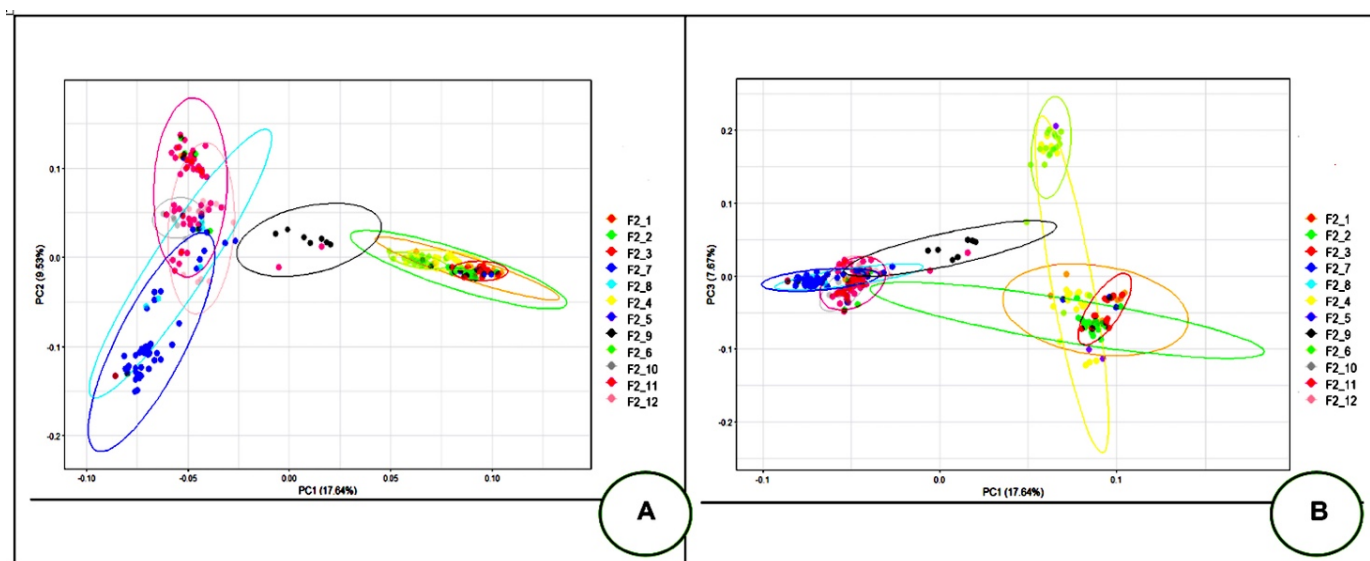 PC2
0.1
0.0
-0.1
-0.2
-0.10
-0.05
0.00
0.05
0.10
PC1 (17.64%)
F2_1
F2_2
F2_3
F2_7
F2_8
F2_4
F2_5
F2_9
F2_6
F2_10
F2_11
F2_12
A
PC3 (7.67%)
0.2
0.1
0.0
-0.1
-0.2
-0.1
0.0
0.1
PC1 (17.64%)
F2_1
F2_2
F2_3
F2_7
F2_8
F2_4
F2_5
F2_9
F2_6
F2_10
F2_11
F2_12
B